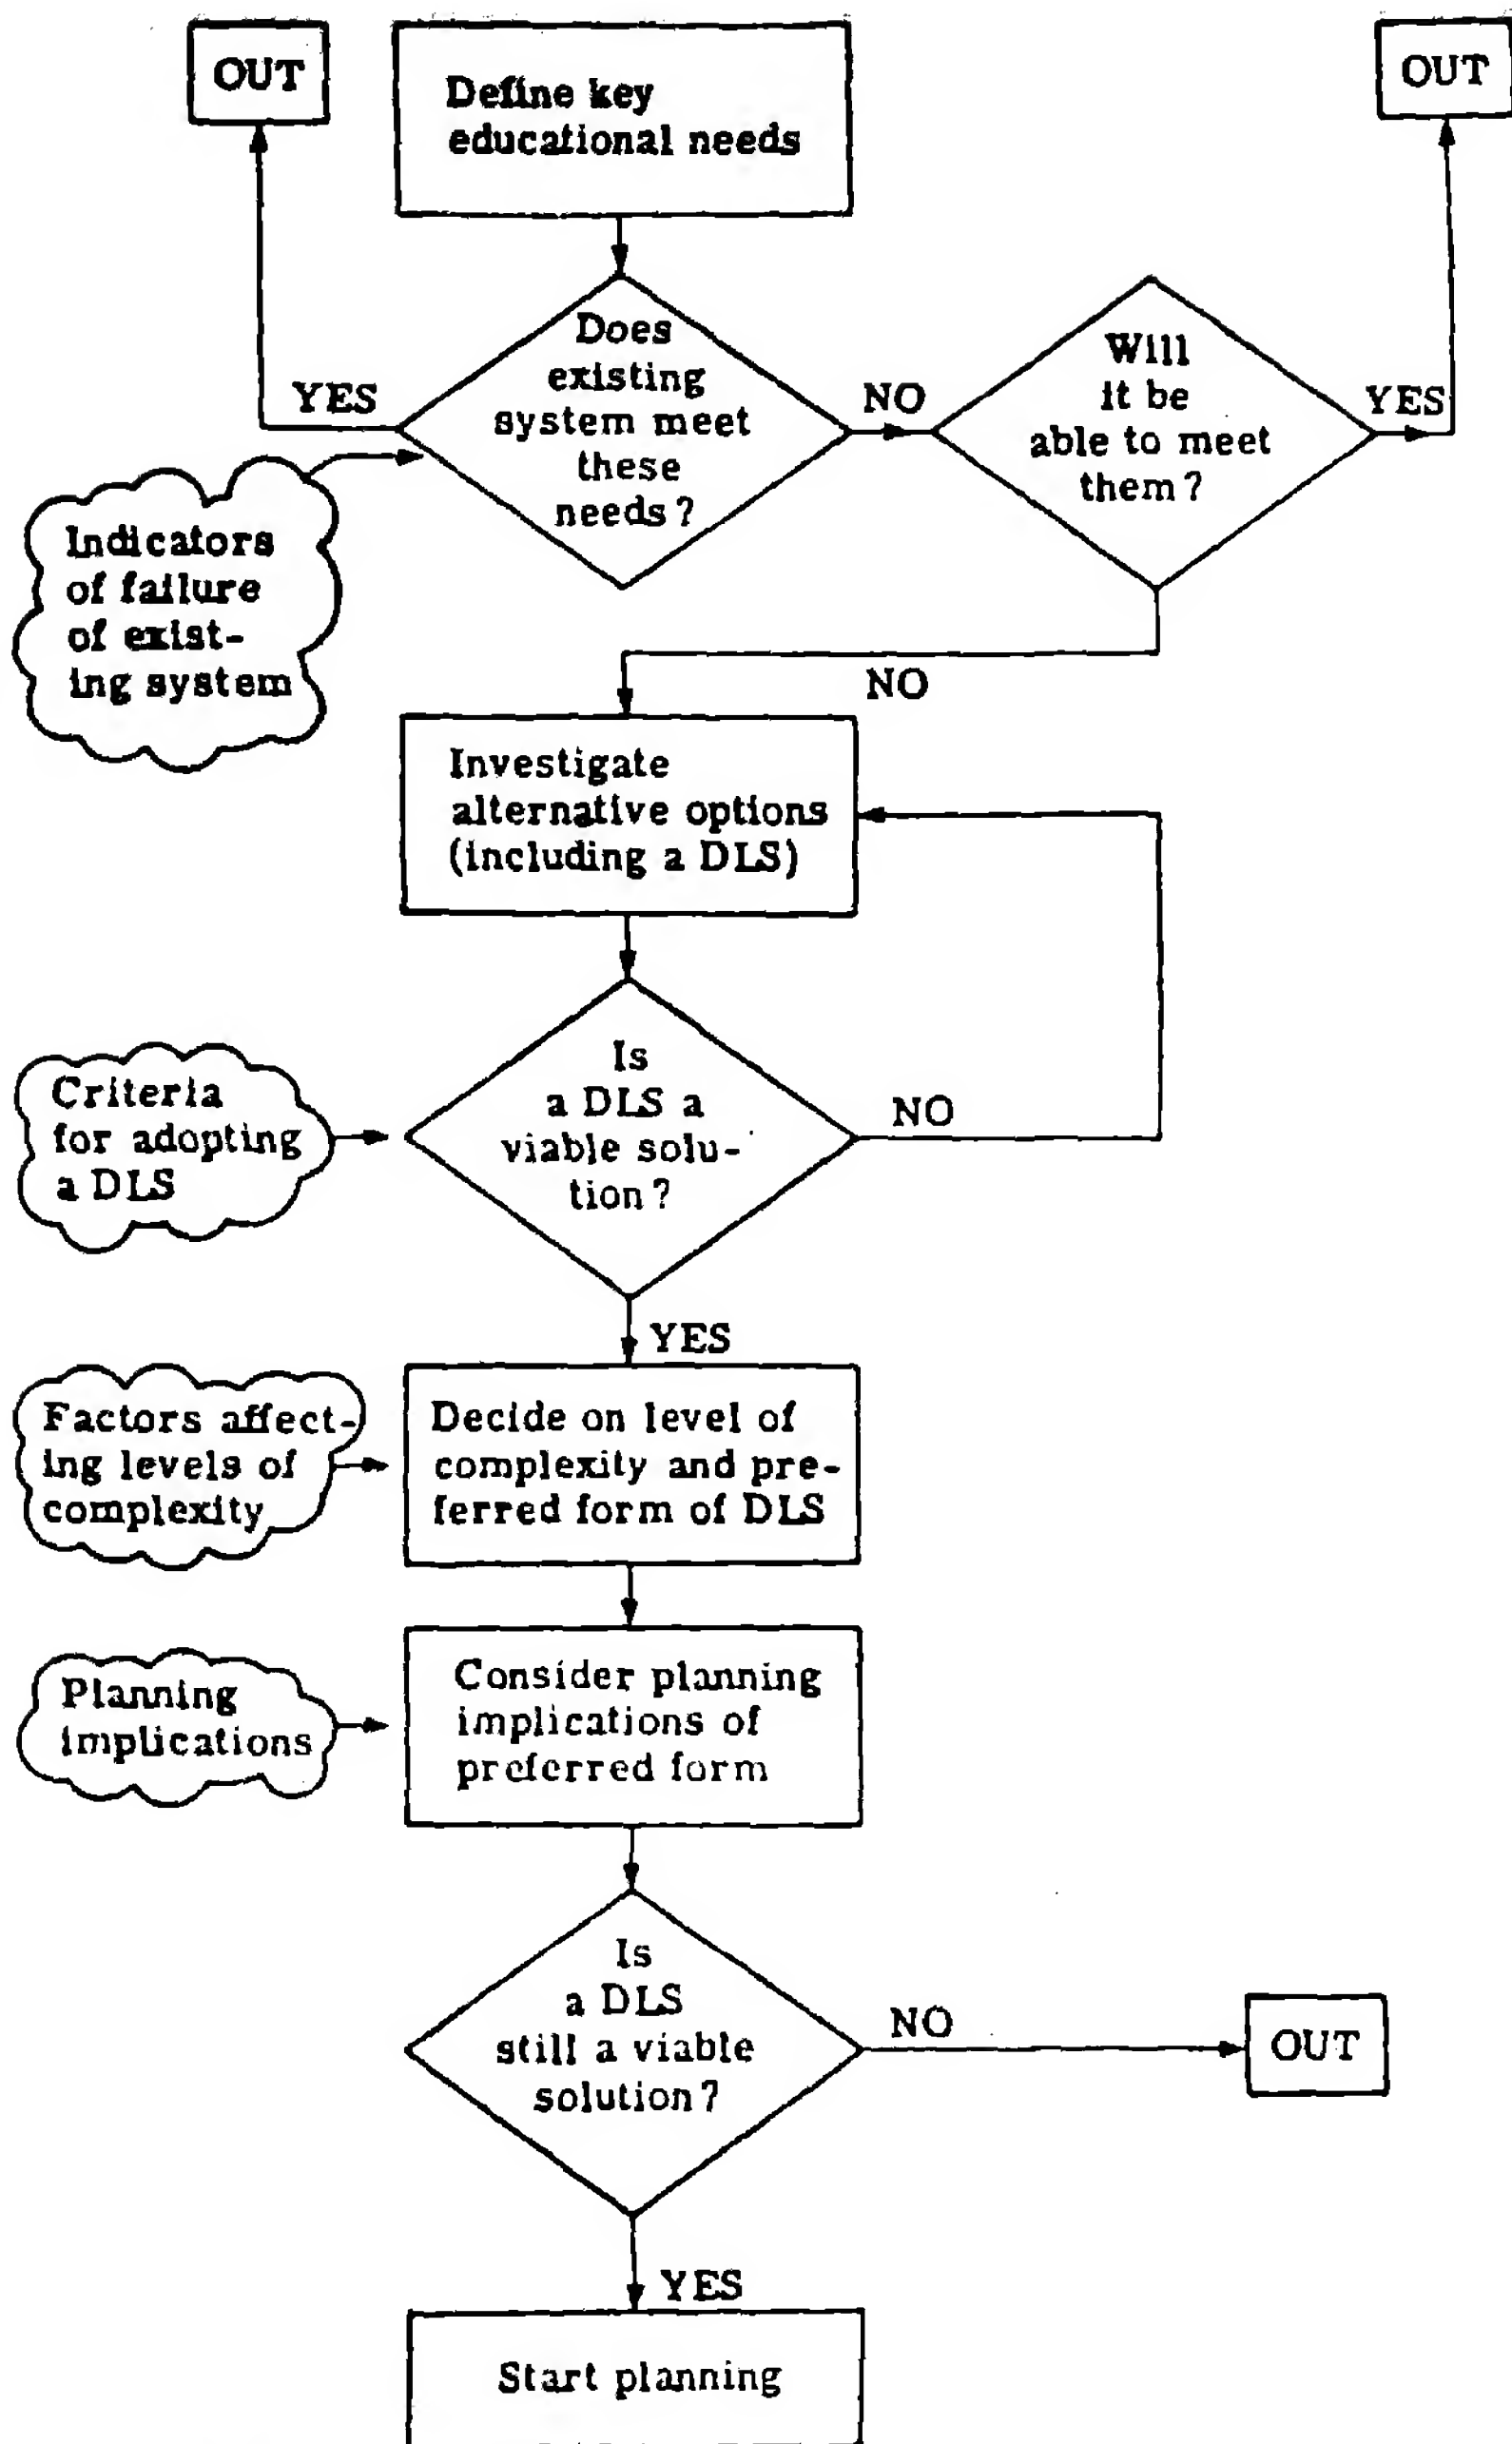 OUT
Define key
educational needs
OUT
Does
existing
system meet
these
needs?
YES
NO
Will
it be
able to meet
them?
YES
Indicators
of failure
of exist-
ing system
NO
Investigate
alternative options
(including a DLS)
Criteria
for adopting
a DLS
Is
a DLS a
viable solu-
tion?
NO
YES
Factors affect-
ing levels of
complexity
Decide on level of
complexity and pre-
ferred form of DLS
Planning
implications
Consider planning
implications of
preferred form
Is
a DLS
still a viable
solution?
NO
OUT
YES
Start planning